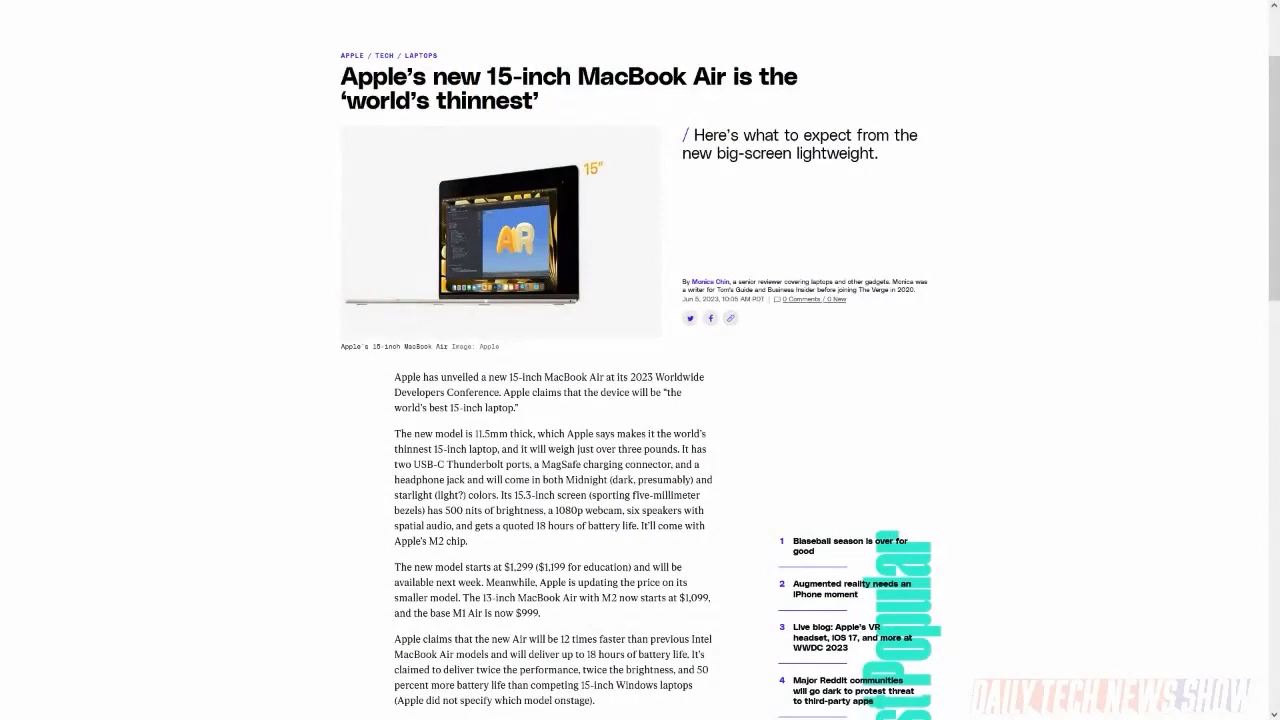 APPLE / TECH / LAPTOPS
Apple's new 15-inch MacBook Air is the
'world's thinnest'
/ Here's what to expect from the
new big-screen lightweight.
15"
AR
By Monica Chin, a senior reviewer covering laptops and other gadgets. Monica was
a writer for Tom's Guide and Business Insider before joining The Verge in 2020.
Jun 5, 2023, 10:05 AM PDT | 0 Comments / 0 New
Apple's 15-inch MacBook Air Image: Apple
Apple has unveiled a new 15-inch MacBook Air at its 2023 Worldwide
Developers Conference. Apple claims that the device will be "the
world's best 15-inch laptop."
The new model is 11.5mm thick, which Apple says makes it the world's
thinnest 15-inch laptop, and it will weigh just over three pounds. It has
two USB-C Thunderbolt ports, a MagSafe charging connector, and a
headphone jack and will come in both Midnight (dark, presumably) and
starlight (light?) colors. Its 15.3-inch screen (sporting five-millimeter
bezels) has 500 nits of brightness, a 1080p webcam, six speakers with
spatial audio, and gets a quoted 18 hours of battery life. It'll come with
Apple's M2 chip.
The new model starts at $1,299 ($1,199 for education) and will be
available next week. Meanwhile, Apple is updating the price on its
smaller model. The 13-inch MacBook Air with M2 now starts at $1,099,
and the base M1 Air is now $999.
Apple claims that the new Air will be 12 times faster than previous Intel
MacBook Air models and will deliver up to 18 hours of battery life. It's
claimed to deliver twice the performance, twice the brightness, and 50
percent more battery life than competing 15-inch Windows laptops
(Apple did not specify which model onstage).
1 Blaseball season is over for
good
2 Augmented reality needs an
iPhone moment
3 Live blog: Apple's VR
headset, iOS 17, and more at
WWDC 2023
4 Major Reddit communities
will go dark to protest threat
to third-party apps
st Popular
DAILY TECH NEWS SHOW